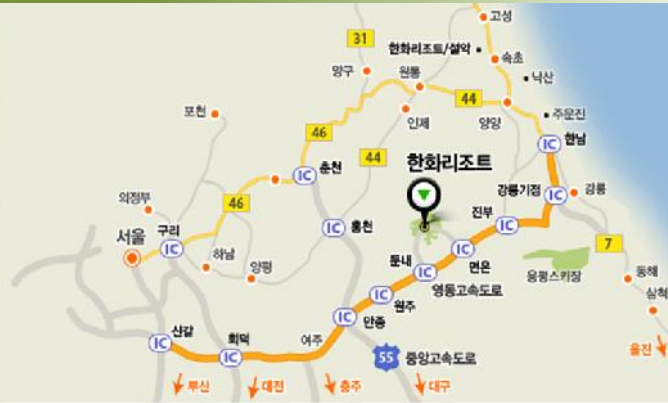 고성
31
한화리조트/설악
속초
양구
원통
낙산
44
포천
인제
양양
주문진
46
현남
44
춘천
한화리조트
의정부
46
강릉기점
강릉
진부
서울
구리
홍천
7
하남
둔내
면온
양평
용평스키장
동해
영동고속도로
삼척
원주
신갈
만종
회덕
여주
울진
55
중앙고속도로
부산
대전
충주
대구
IC
IC
IC
IC
IC
IC
IC
IC
IC
IC
IC
IC